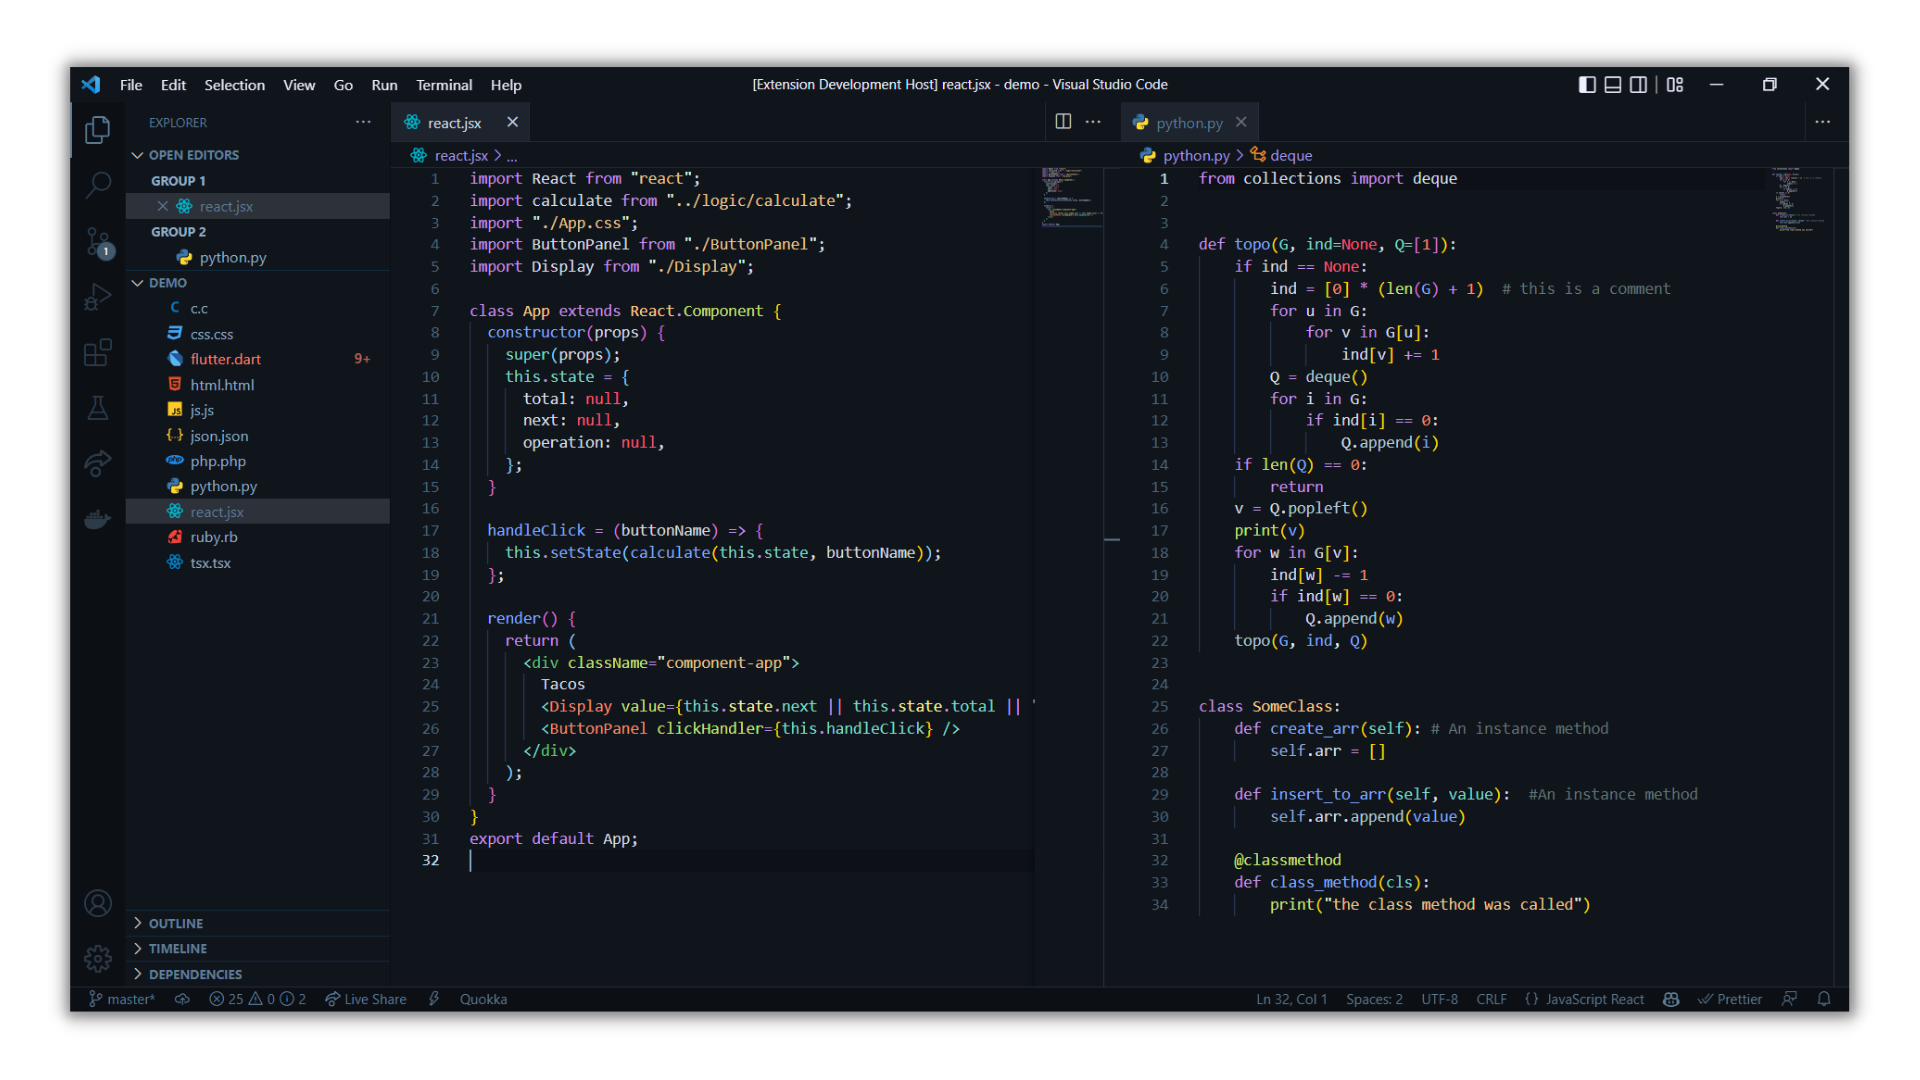 File Edit Selection View Go Run Terminal Help
[Extension Development Host] react.jsx - demo - Visual Studio Code
EXPLORER
OPEN EDITORS
GROUP 1
react.jsx
GROUP 2
python.py
1
DEMO
c.c
css.css
flutter.dart 9+
html.html
js.js
json.json
php.php
python.py
react.jsx
ruby.rb
tsx.tsx
OUTLINE
TIMELINE
DEPENDENCIES
react.jsx
react.jsx > ...
1 import React from "react";
2 import calculate from "../logic/calculate";
3 import "./App.css";
4 import ButtonPanel from "./ButtonPanel";
5 import Display from "./Display";
6
7 class App extends React.Component {
8 constructor(props) {
9 super(props);
10 this.state = {
11 total: null,
12 next: null,
13 operation: null,
14 };
15 }
16
17 handleClick = (buttonName) => {
18 this.setState(calculate(this.state, buttonName));
19 };
20
21 render() {
22 return (
23 <div className="component-app">
24 Tacos
25 <Display value={this.state.next || this.state.total ||
26 <ButtonPanel clickHandler={this.handleClick} />
27 </div>
28 );
29 }
30 }
31 export default App;
32
python.py
python.py > deque
1 from collections import deque
2
3
4 def topo(G, ind=None, Q=[1]):
5 if ind == None:
6 ind = [0] * (len(G) + 1) # this is a comment
7 for u in G:
8 for v in G[u]:
9 ind[v] += 1
10 Q = deque()
11 for i in G:
12 if ind[i] == 0:
13 Q.append(i)
14 if len(Q) == 0:
15 return
16 v = Q.popleft()
17 print(v)
18 for w in G[v]:
19 ind[w] -= 1
20 if ind[w] == 0:
21 Q.append(w)
22 topo(G, ind, Q)
23
24
25 class SomeClass:
26 def create_arr(self): # An instance method
27 self.arr = []
28
29 def insert_to_arr(self, value): #An instance method
30 self.arr.append(value)
31
32 @classmethod
33 def class_method(cls):
34 print("the class method was called")
master* 25 0 2 Live Share Quokka
Ln 32, Col 1 Spaces: 2 UTF-8 CRLF {} JavaScript React Prettier